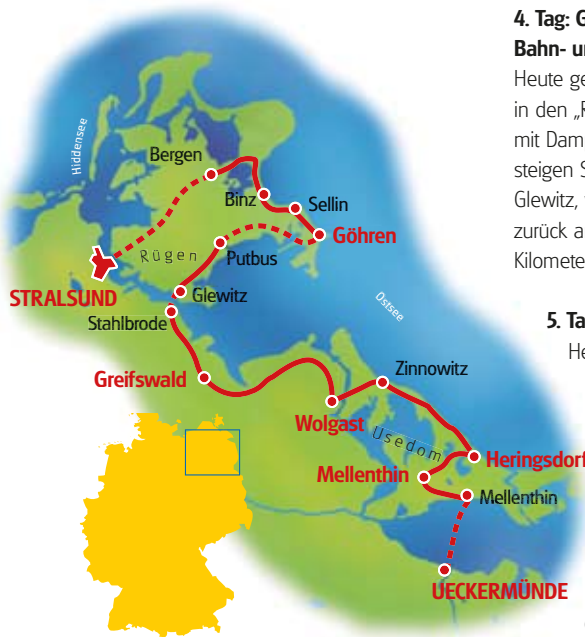 4. Tag: G
Bahn- u
Heute ge
in den „R
mit Dam
steigen S
Glewitz,
zurück a
Kilomete
5. Ta
He
Hiddensee
Bergen
Binz
Sellin
Göhren
Rügen
Putbus
STRALSUND
Glewitz
Stahlbrode
Ostsee
Greifswald
Zinnowitz
Wolgast
Usedom
Heringsdorf
Mellenthin
Mellenthin
UECKERMÜNDE